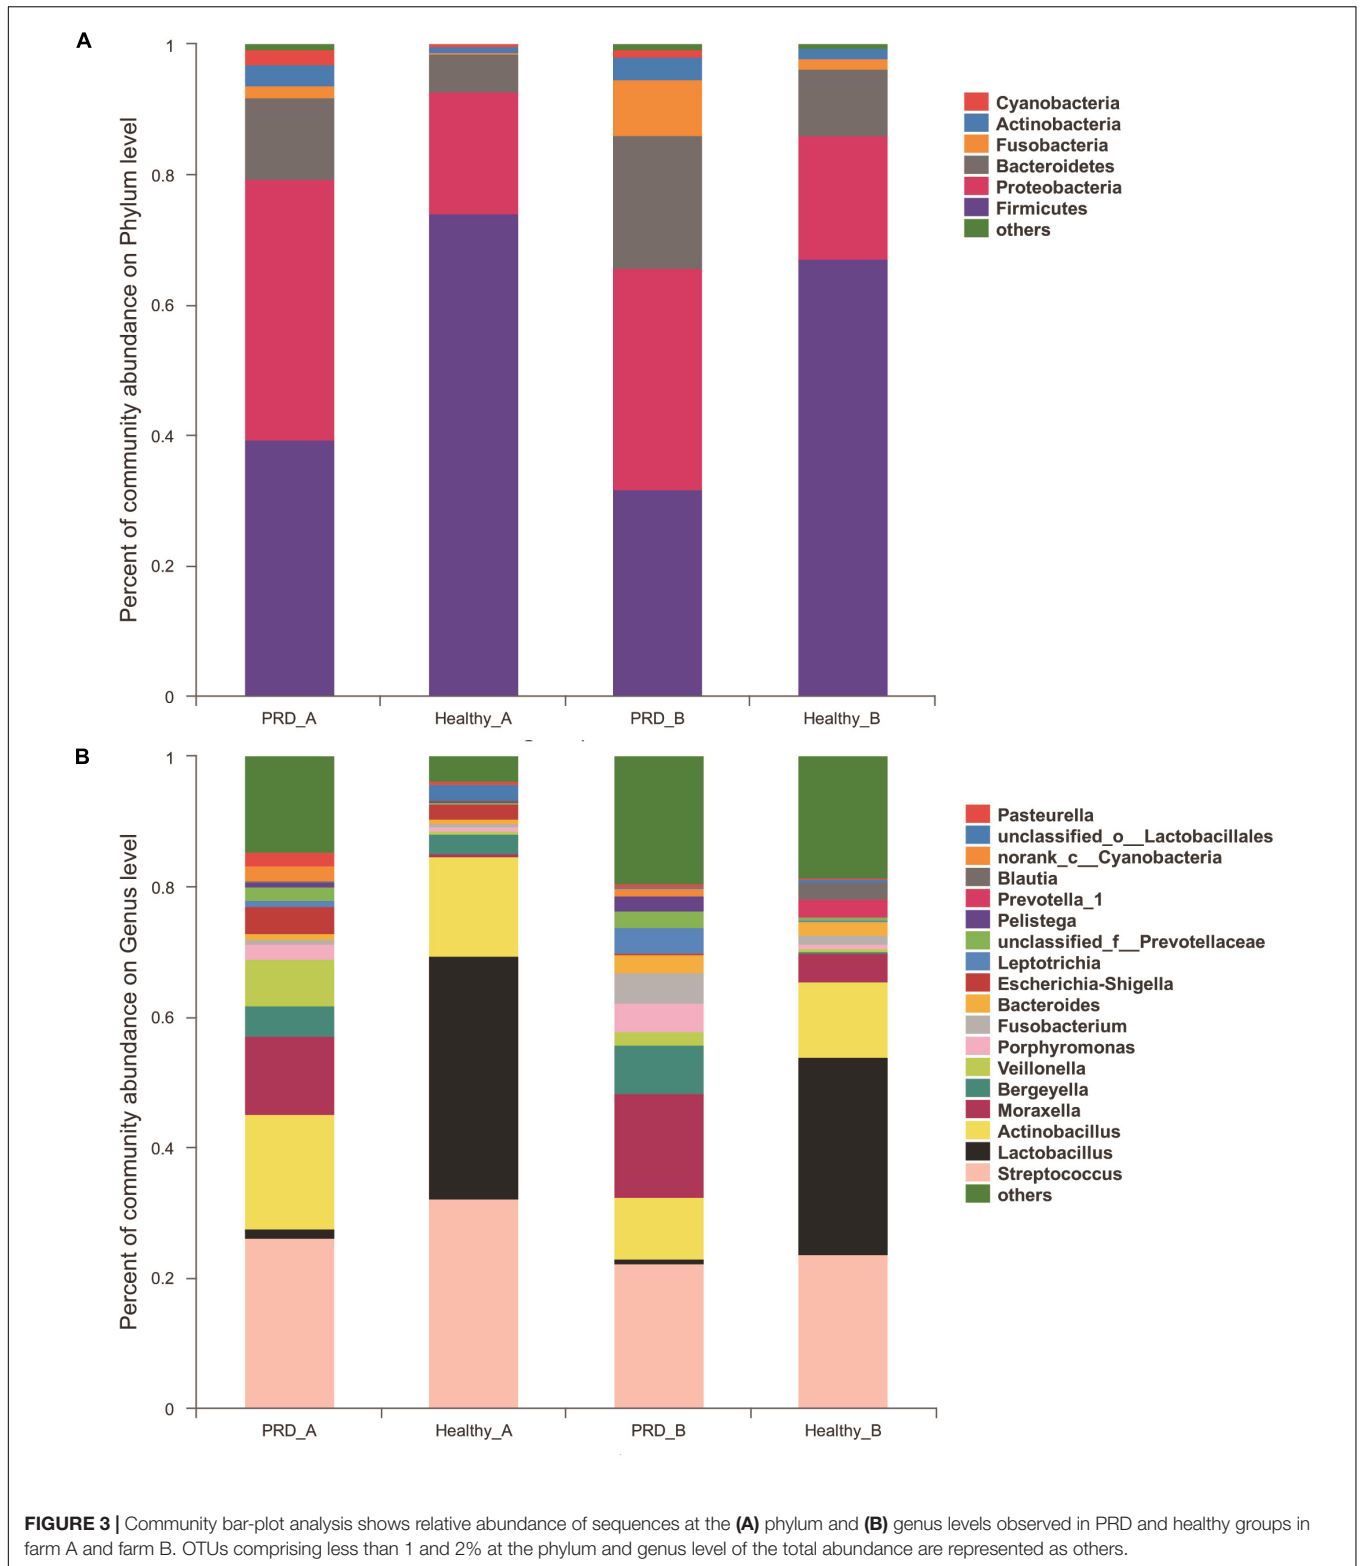 A
Percent of community abundance on Phylum level
1
0.8
0.6
0.4
0.2
0
PRD_A
Healthy_A
PRD_B
Healthy_B
Cyanobacteria
Actinobacteria
Fusobacteria
Bacteroidetes
Proteobacteria
Firmicutes
others
B
Percent of community abundance on Genus level
1
0.8
0.6
0.4
0.2
0
PRD_A
Healthy_A
PRD_B
Healthy_B
Pasteurella
unclassified_o__Lactobacillales
norank_c__Cyanobacteria
Blautia
Prevotella_1
Pelistega
unclassified_f__Prevotellaceae
Leptotrichia
Escherichia-Shigella
Bacteroides
Fusobacterium
Porphyromonas
Veillonella
Bergeyella
Moraxella
Actinobacillus
Lactobacillus
Streptococcus
others
FIGURE 3 | Community bar-plot analysis shows relative abundance of sequences at the (A) phylum and (B) genus levels observed in PRD and healthy groups in
farm A and farm B. OTUs comprising less than 1 and 2% at the phylum and genus level of the total abundance are represented as others.